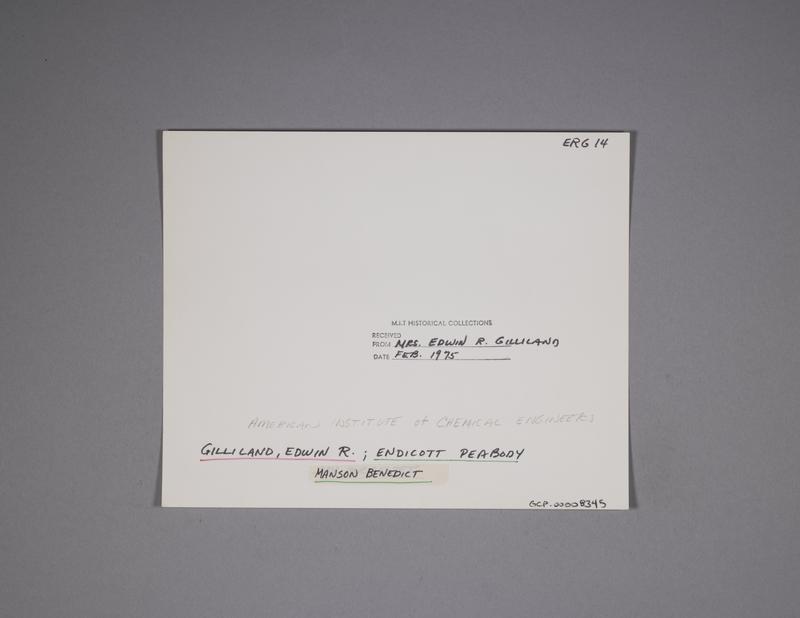 ERG 14
M.I.T HISTORICAL COLLECTIONS
RECEIVED
FROM MRS. EDWIN R. GILLILAND
DATE FEB. 1975
AMERICAN INSTITUTE of CHEMICAL ENGINEERS
GILLILAND, EDWIN R. ; ENDICOTT PEABODY
MANSON BENEDICT
GCP-00008345